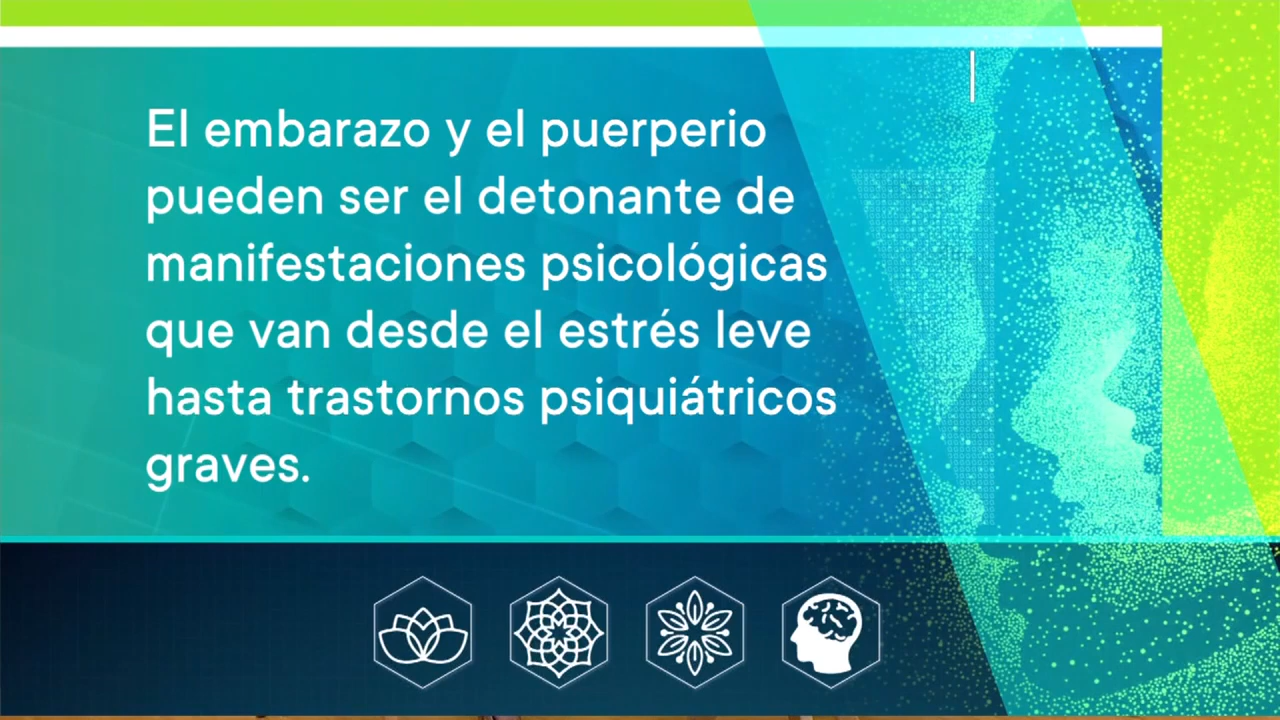 El embarazo y el puerperio
pueden ser el detonante de
manifestaciones psicológicas
que van desde el estrés leve
hasta trastornos psiquiátricos
graves.